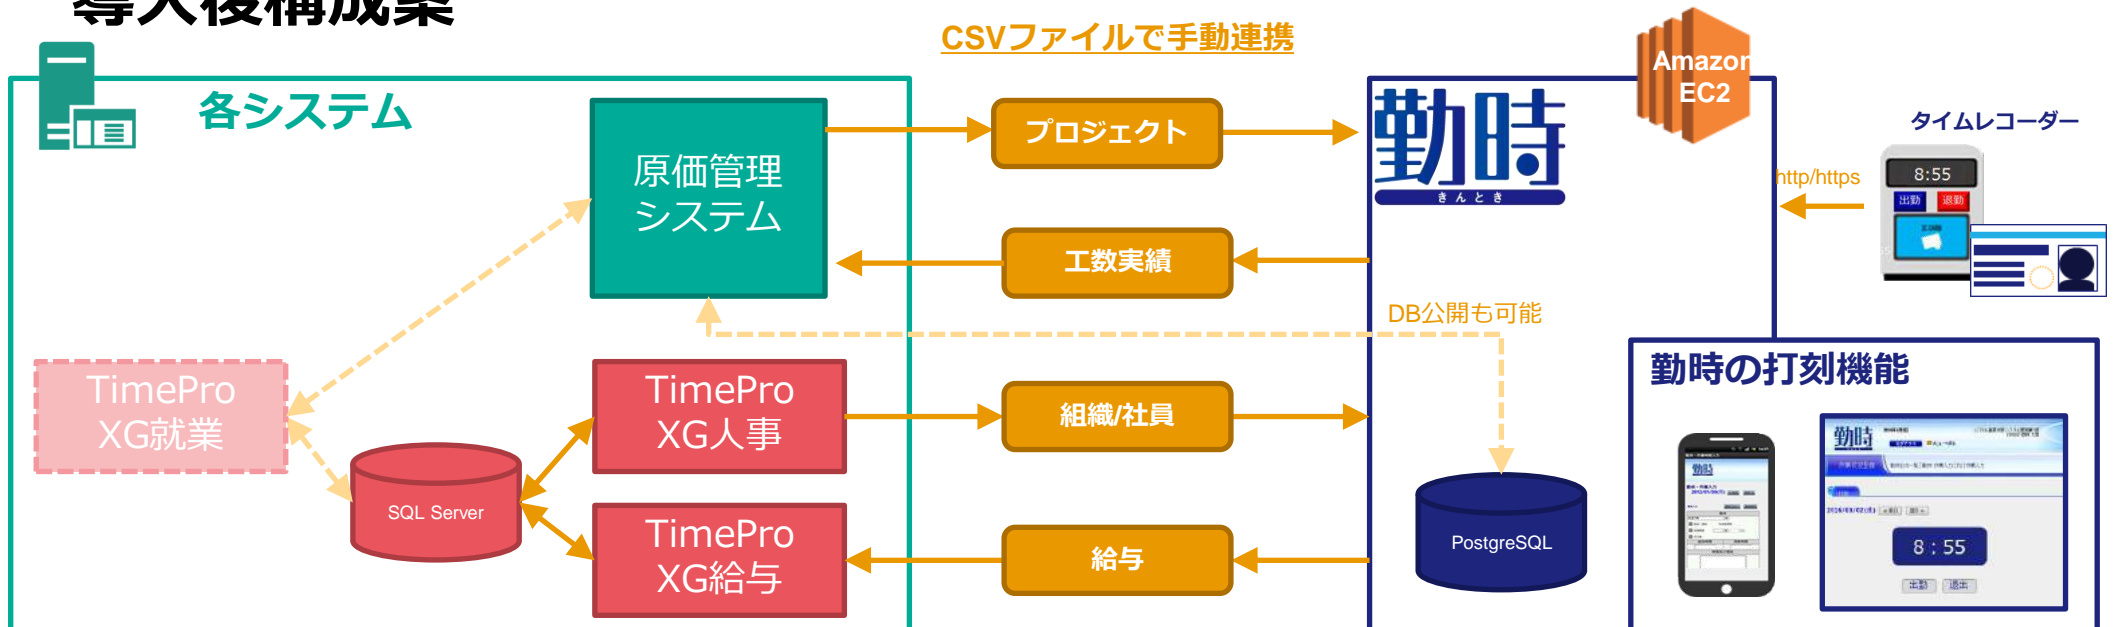 導入後構成案
CSVファイルで手動連携
Amazon
EC2
各システム
原価管理
システム
プロジェクト
勤時
きんとき
タイムレコーダー
http/https
8:55
出勤
退勤
工数実績
DB公開も可能
TimePro
XG就業
SQL Server
TimePro
XG人事
組織/社員
TimePro
XG給与
給与
PostgreSQL
勤時の打刻機能
勤時
勤時
8:55
出勤
退出